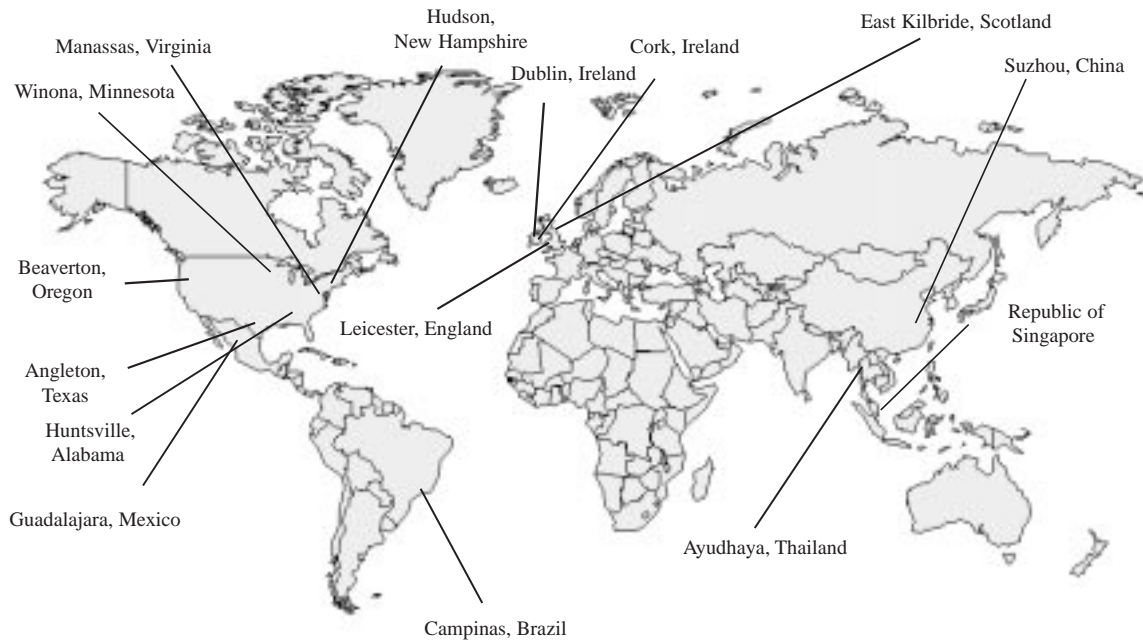 Hudson,
New Hampshire
East Kilbride, Scotland
Manassas, Virginia
Cork, Ireland
Dublin, Ireland
Suzhou, China
Winona, Minnesota
Beaverton,
Oregon
Republic of
Singapore
Leicester, England
Angleton,
Texas
Huntsville,
Alabama
Guadalajara, Mexico
Ayudhaya, Thailand
Campinas, Brazil